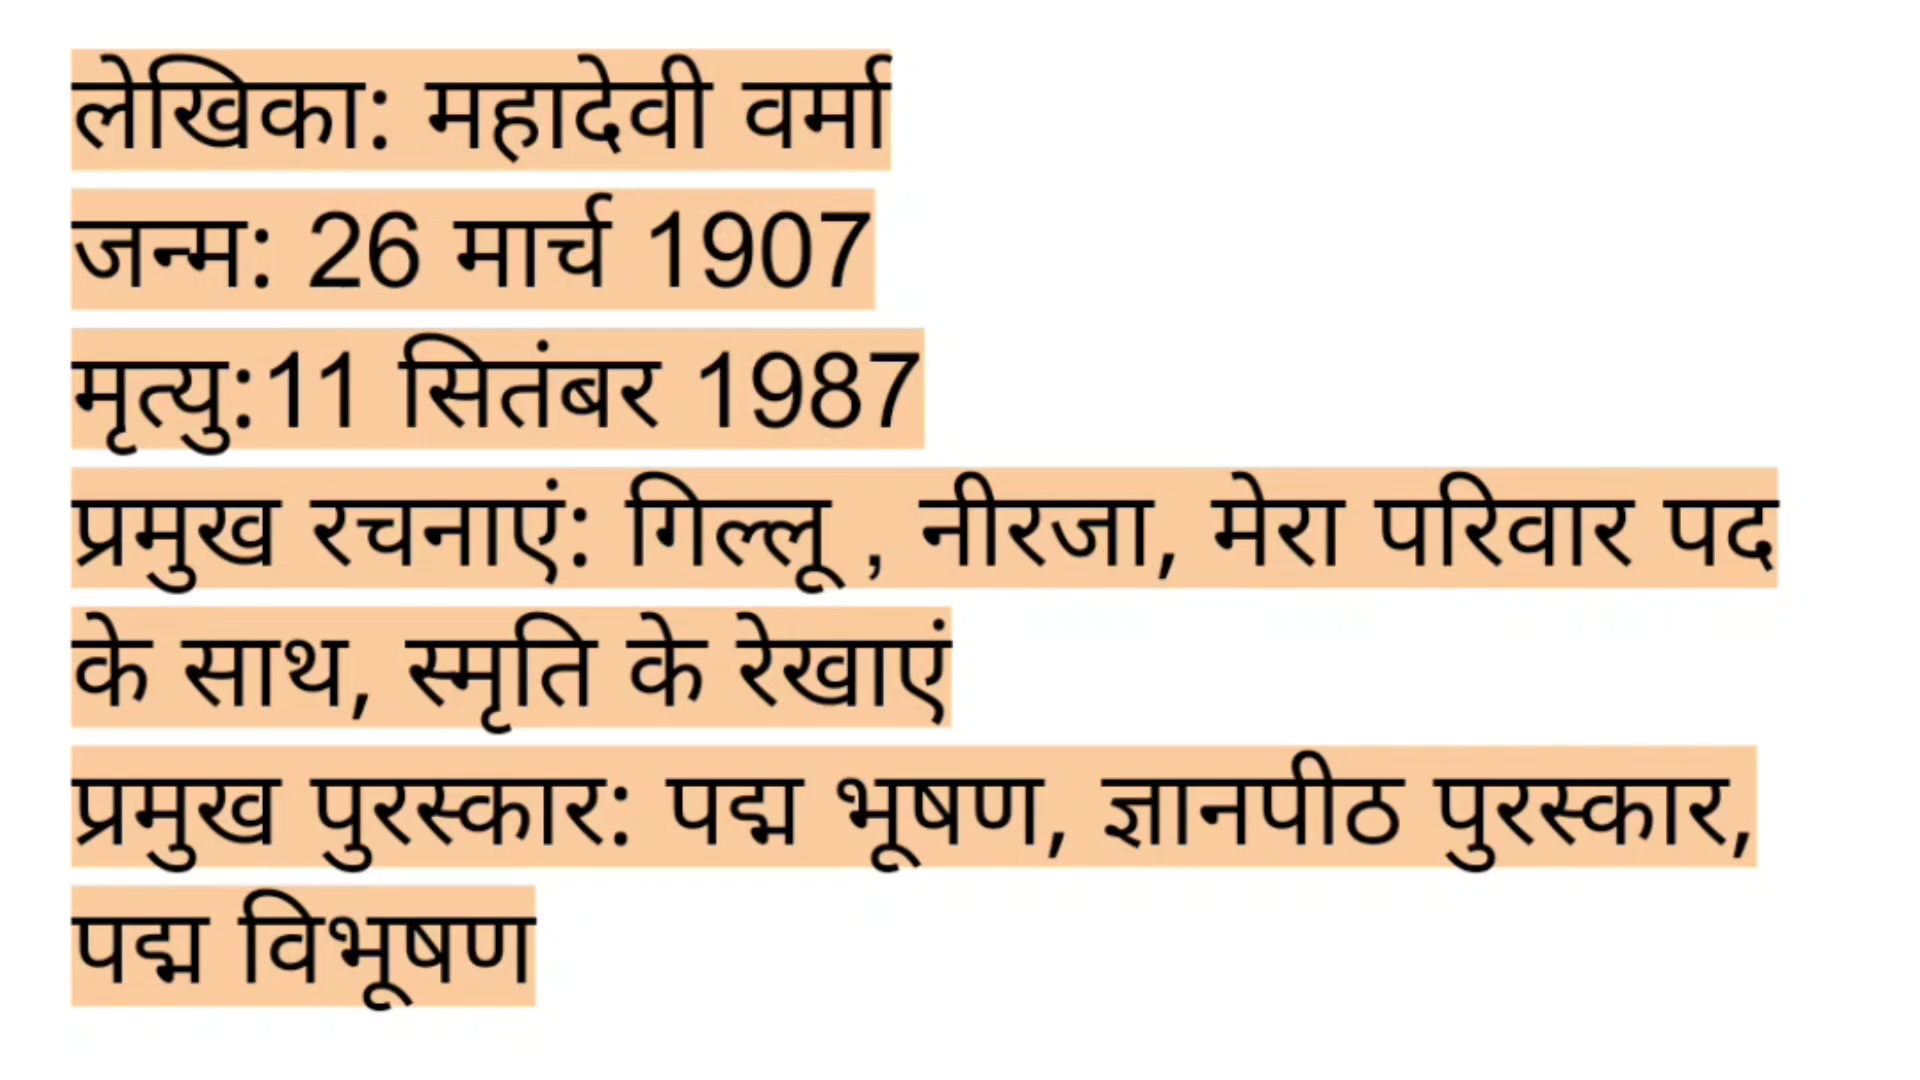 लेखिका: महादेवी वर्मा
जन्म: 26 मार्च 1907
मृत्यु:11 सितंबर 1987
प्रमुख रचनाएं: गिल्लू , नीरजा, मेरा परिवार पद
के साथ, स्मृति के रेखाएं
प्रमुख पुरस्कार: पद्म भूषण, ज्ञानपीठ पुरस्कार,
पद्म विभूषण